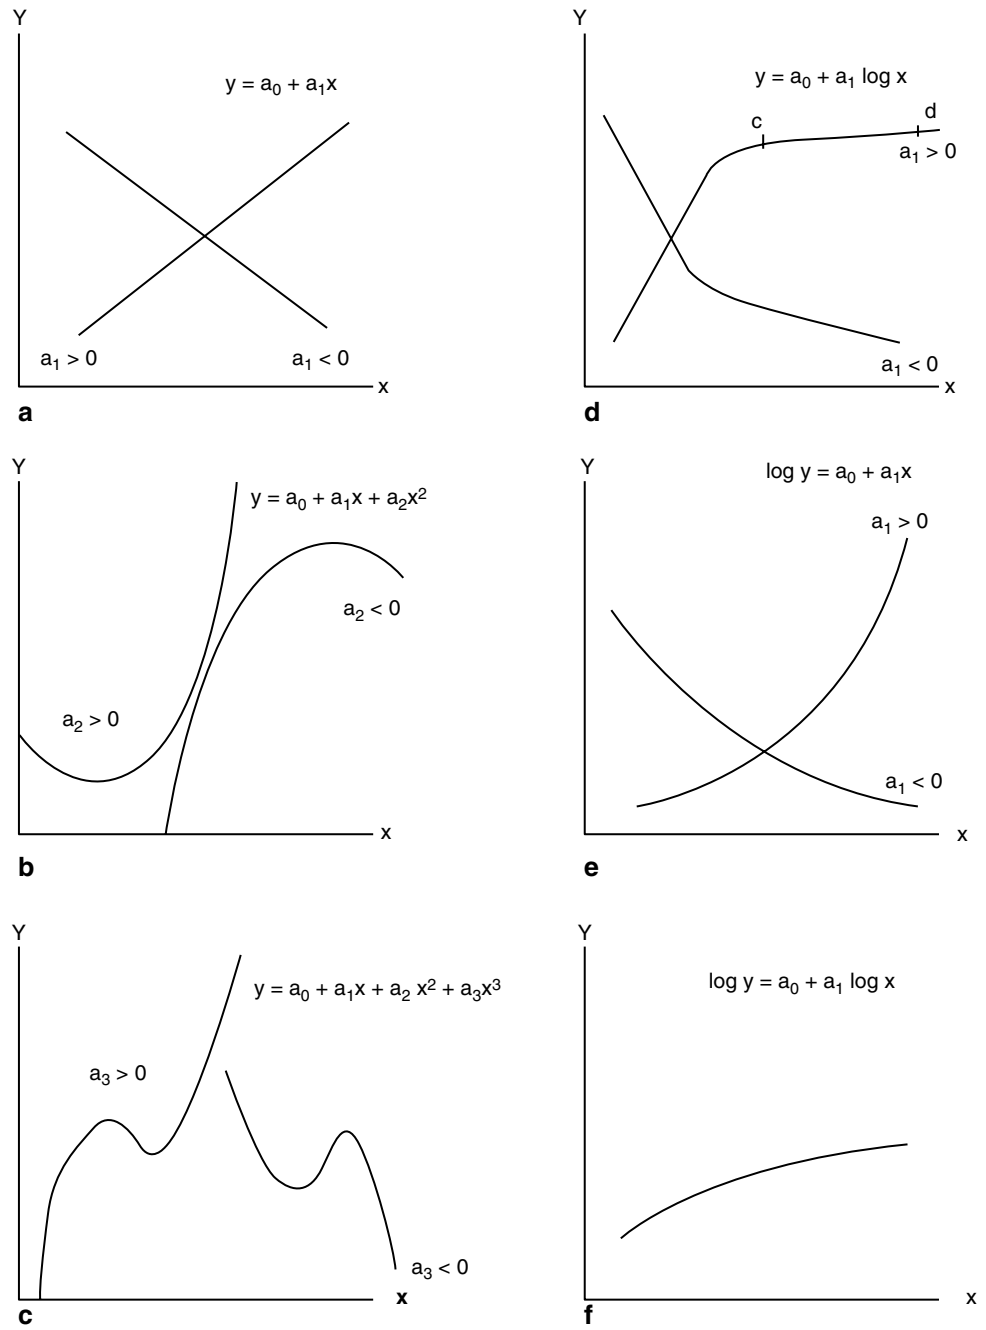 Y
y = a₀ + a₁x
a₁ > 0
a₁ < 0
x
a
Y
y = a₀ + a₁ log x
c
d
a₁ > 0
a₁ < 0
x
d
Y
y = a₀ + a₁x + a₂x²
a₂ < 0
a₂ > 0
x
b
Y
log y = a₀ + a₁x
a₁ > 0
a₁ < 0
x
e
Y
y = a₀ + a₁x + a₂ x² + a₃x³
a₃ > 0
a₃ < 0
x
c
Y
log y = a₀ + a₁ log x
x
f